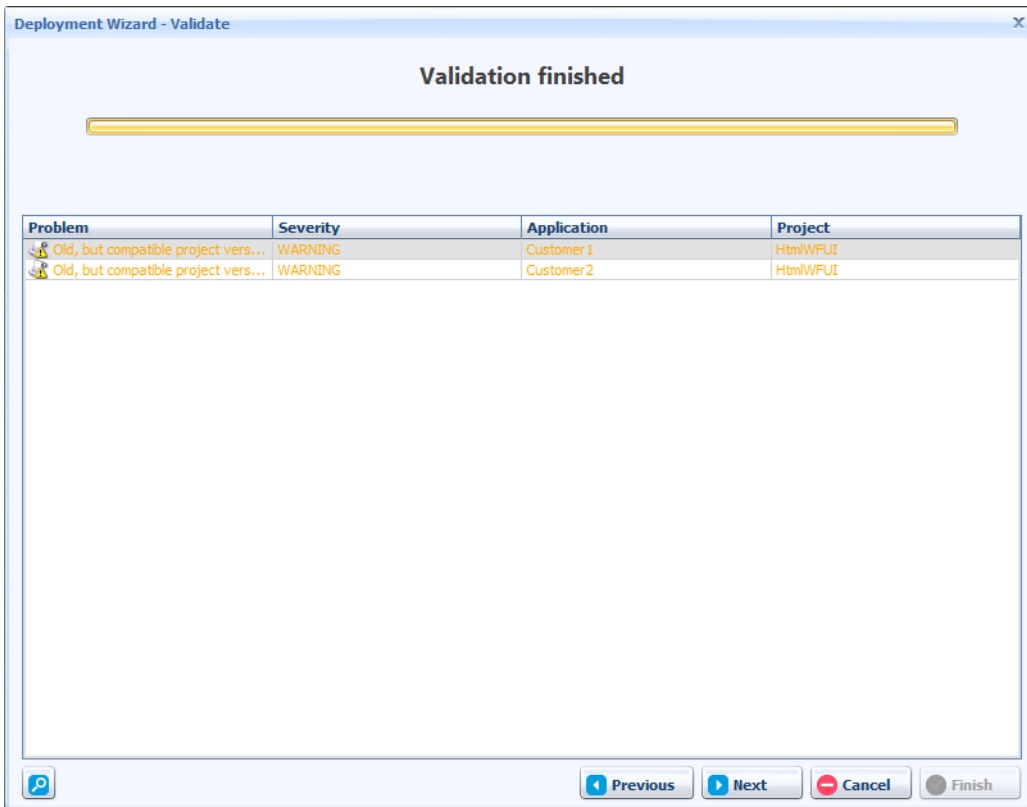 Deployment Wizard - Validate
Validation finished
Problem Severity Application Project
Old, but compatible project vers... WARNING Customer1 HtmlWFUI
Old, but compatible project vers... WARNING Customer2 HtmlWFUI
Previous Next Cancel Finish